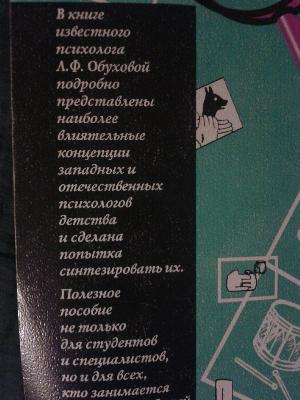 В книге
известного
психолога
Л.Ф. Обуховой
подробно
представлены
наиболее
влиятельные
концепции
западных и
отечественных
психологов
детства
и сделана
попытка
синтезировать их.
Полезное
пособие
не только
для студентов
и специалистов,
но и для всех,
кто занимается